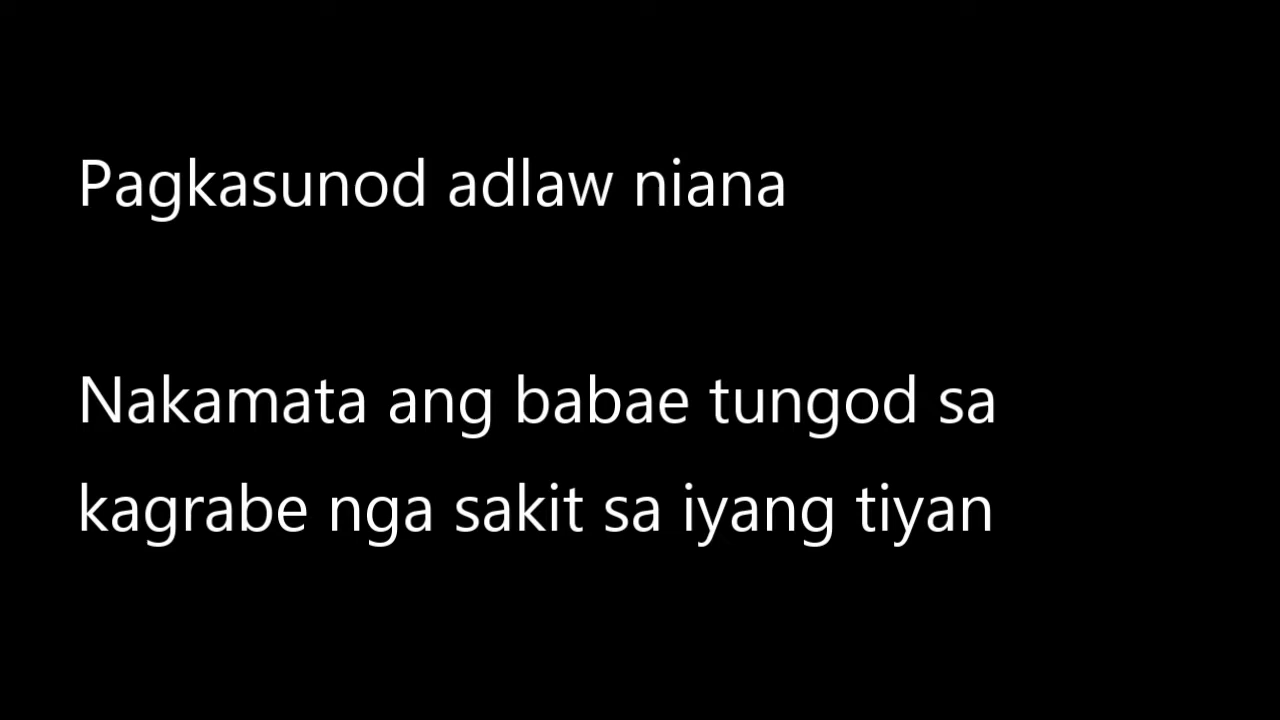 Pagkasunod adlaw niana
Nakamata ang babae tungod sa
kagrabe nga sakit sa iyang tiyan